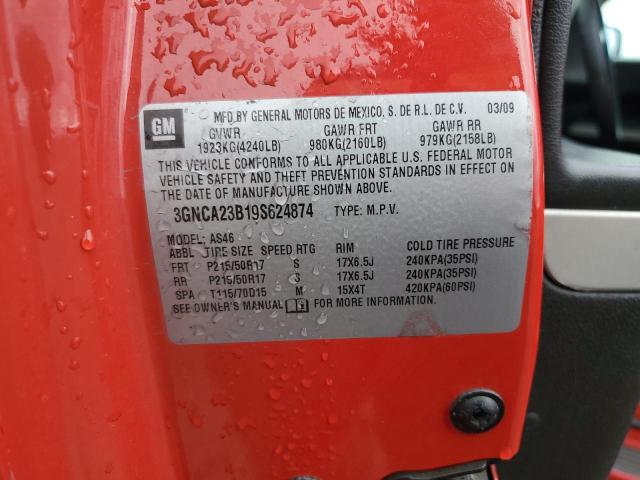 GM
MFD BY GENERAL MOTORS DE MEXICO, S. DE R.L. DE C.V. 03/09
GVWR GAWR FRT GAWR RR
1923KG(4240LB) 980KG(2160LB) 979KG(2158LB)
THIS VEHICLE CONFORMS TO ALL APPLICABLE U.S. FEDERAL MOTOR
VEHICLE SAFETY AND THEFT PREVENTION STANDARDS IN EFFECT ON
THE DATE OF MANUFACTURE SHOWN ABOVE.
3GNCA23B19S624874 TYPE: M.P.V.
MODEL: AS46
ABBL TIRE SIZE SPEED RTG RIM COLD TIRE PRESSURE
FRT P215/50R17 S 17X6.5J 240KPA(35PSI)
RR P215/50R17 S 17X6.5J 240KPA(35PSI)
SPA T115/70D15 M 15X4T 420KPA(60PSI)
SEE OWNER'S MANUAL FOR MORE INFORMATION.